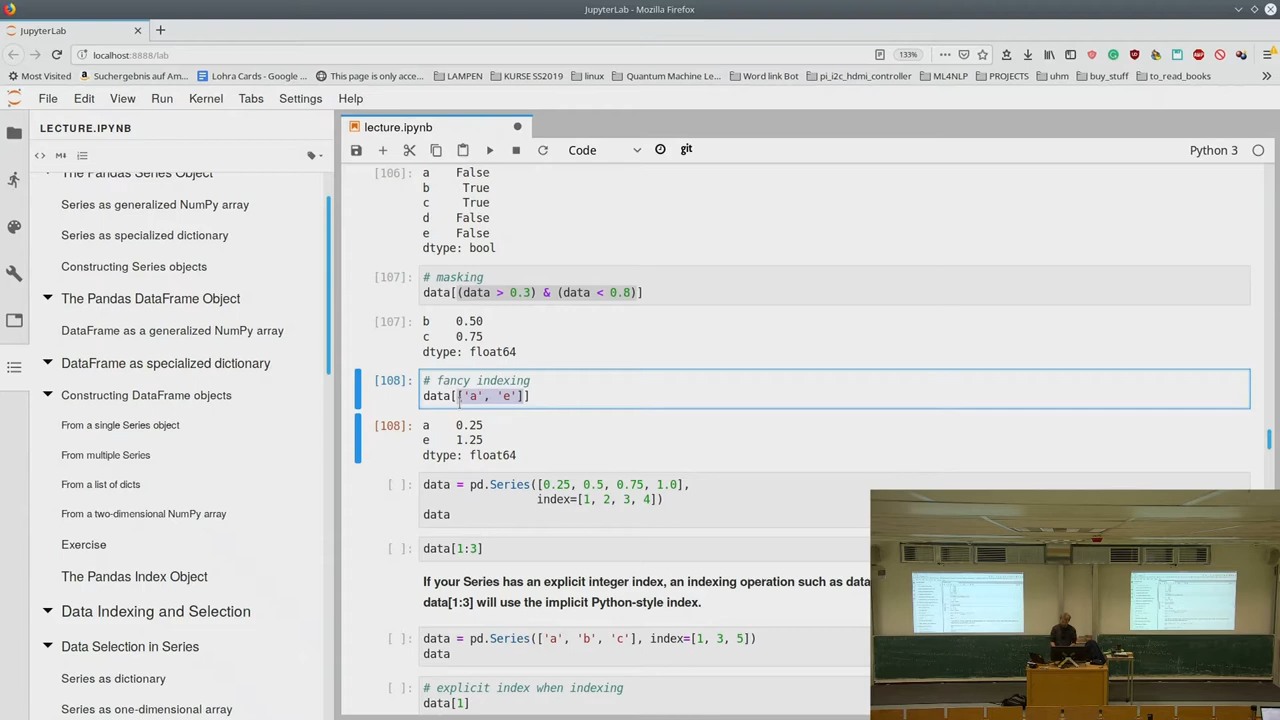 JupyterLab - Mozilla Firefox
JupyterLab
localhost:8888/lab
133%
Most Visited
Suchergebnis auf Am...
Lohra Cards - Google ...
This page is only acce...
LAMPEN
KURSE SS2019
linux
Quantum Machine Le...
Word link Bot
pi_i2c_hdmi_controller
ML4NLP
PROJECTS
uhm
buy_stuff
to_read_books
File Edit View Run Kernel Tabs Settings Help
LECTURE.IPYNB
The Pandas Series Object
Series as generalized NumPy array
Series as specialized dictionary
Constructing Series objects
The Pandas DataFrame Object
DataFrame as a generalized NumPy array
DataFrame as specialized dictionary
Constructing DataFrame objects
From a single Series object
From multiple Series
From a list of dicts
From a two-dimensional NumPy array
Exercise
The Pandas Index Object
Data Indexing and Selection
Data Selection in Series
Series as dictionary
Series as one-dimensional array
lecture.ipynb
Code
git
Python 3
[106]: a False
b True
c True
d False
e False
dtype: bool
[107]: # masking
data[(data > 0.3) & (data < 0.8)]
[107]: b 0.50
c 0.75
dtype: float64
[108]: # fancy indexing
data[['a', 'e']]
[108]: a 0.25
e 1.25
dtype: float64
[ ]: data = pd.Series([0.25, 0.5, 0.75, 1.0],
index=[1, 2, 3, 4])
data
[ ]: data[1:3]
If your Series has an explicit integer index, an indexing operation such as data
data[1:3] will use the implicit Python-style index.
[ ]: data = pd.Series(['a', 'b', 'c'], index=[1, 3, 5])
data
[ ]: # explicit index when indexing
data[1]